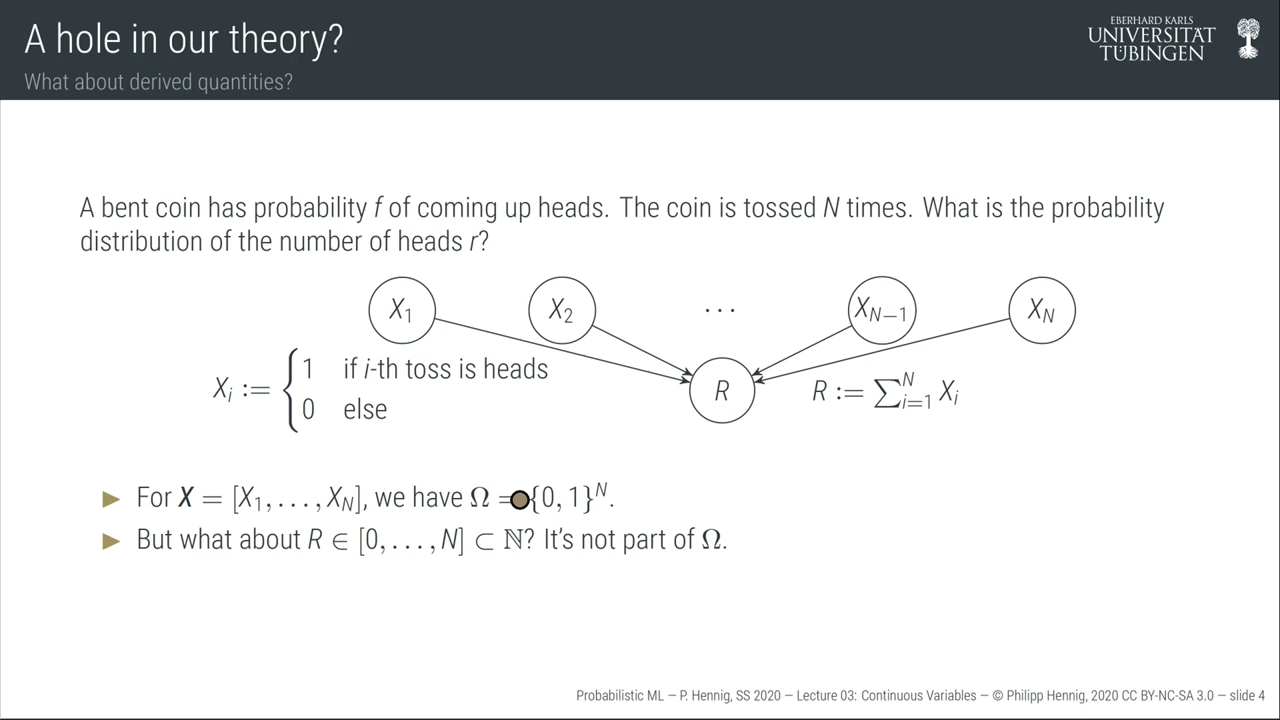 A hole in our theory?
What about derived quantities?
EBERHARD KARLS
UNIVERSITÄT
TÜBINGEN
A bent coin has probability f of coming up heads. The coin is tossed N times. What is the probability
distribution of the number of heads r?
X₁ X₂ ⋯ X_{N−1} X_N
X_i := { 1 if i-th toss is heads
0 else
R
R := ∑_{i=1}^{N} X_i
▶ For X = [X₁, . . . , X_N], we have Ω = {0, 1}^N.
▶ But what about R ∈ [0, . . . , N] ⊂ ℕ? It's not part of Ω.
Probabilistic ML — P. Hennig, SS 2020 — Lecture 03: Continuous Variables — © Philipp Hennig, 2020 CC BY-NC-SA 3.0 — slide 4